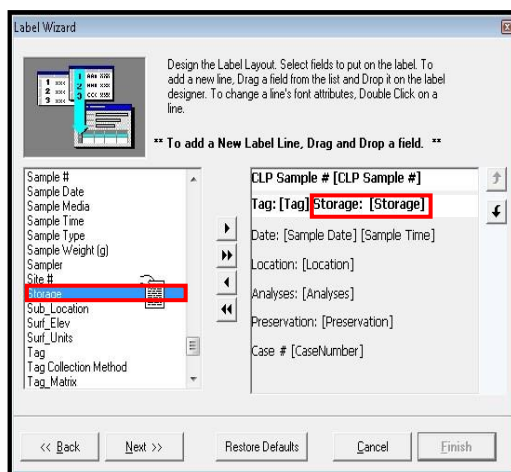 Label Wizard
Design the Label Layout. Select fields to put on the label. To
add a new line, Drag a field from the list and Drop it on the label
designer. To change a line's font attributes, Double Click on a
line.
** To add a New Label Line, Drag and Drop a field. **
Sample #
Sample Date
Sample Media
Sample Time
Sample Type
Sample Weight (g)
Sampler
Site #
Storage
Sub_Location
Surf_Elev
Surf_Units
Tag
Tag Collection Method
Tag_Matrix
CLP Sample # [CLP Sample #]
Tag: [Tag] Storage: [Storage]
Date: [Sample Date] [Sample Time]
Location: [Location]
Analyses: [Analyses]
Preservation: [Preservation]
Case # [CaseNumber]
<< Back
Next >>
Restore Defaults
Cancel
Finish